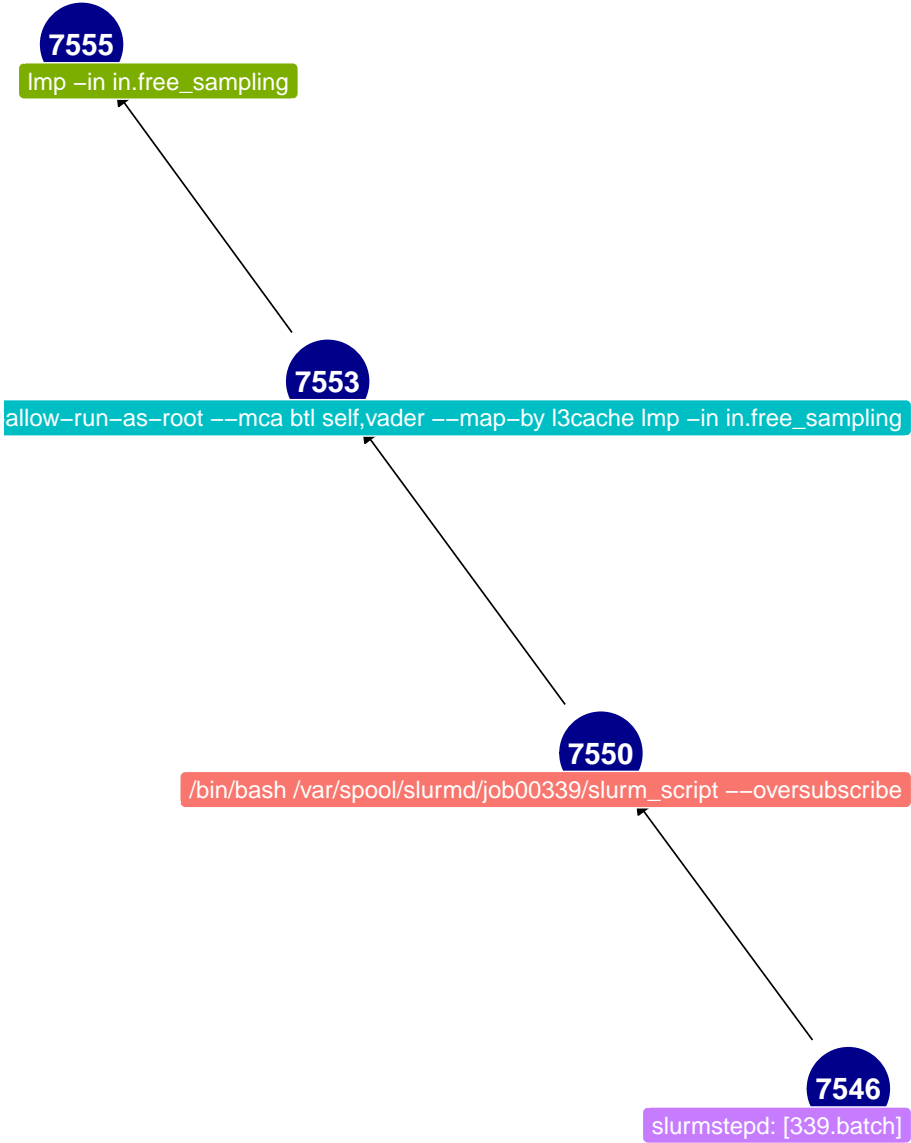 7555
lmp −in in.free_sampling
7553
allow−run−as−root −−mca btl self,vader −−map−by l3cache lmp −in in.free_sampling
7550
/bin/bash /var/spool/slurmd/job00339/slurm_script −−oversubscribe
7546
slurmstepd: [339.batch]